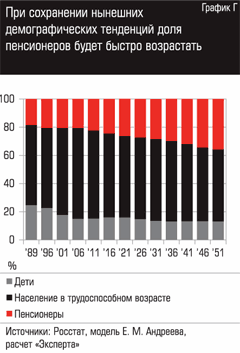 График Г
При сохранении нынешних
демографических тенденций доля
пенсионеров будет быстро возрастать
100
80
60
40
20
0
'89 '96 '01 '06 '11 '16 '21 '26 '31 '36 '41 '46 '51
%
Дети
Население в трудоспособном возрасте
Пенсионеры
Источники: Росстат, модель Е. М. Андреева,
расчет «Эксперта»